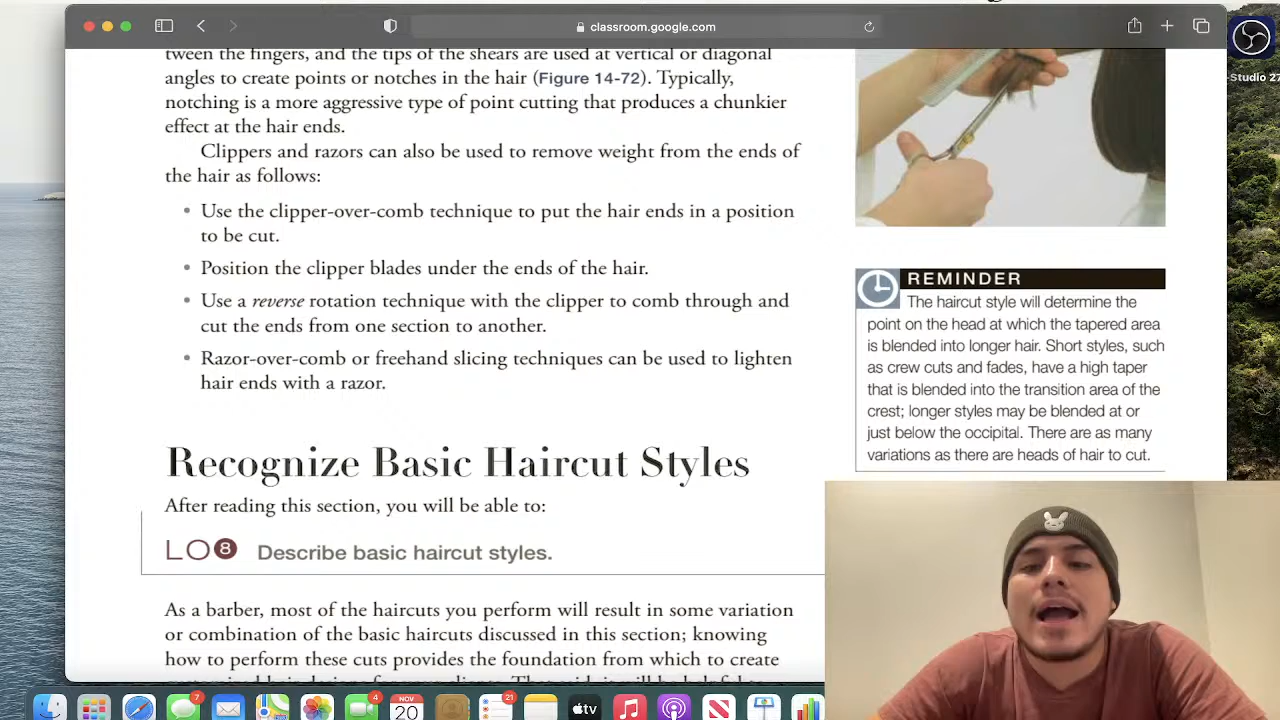 classroom.google.com
tween the fingers, and the tips of the shears are used at vertical or diagonal
angles to create points or notches in the hair (Figure 14-72). Typically,
notching is a more aggressive type of point cutting that produces a chunkier
effect at the hair ends.
Clippers and razors can also be used to remove weight from the ends of
the hair as follows:
• Use the clipper-over-comb technique to put the hair ends in a position
to be cut.
• Position the clipper blades under the ends of the hair.
• Use a reverse rotation technique with the clipper to comb through and
cut the ends from one section to another.
• Razor-over-comb or freehand slicing techniques can be used to lighten
hair ends with a razor.
Recognize Basic Haircut Styles
After reading this section, you will be able to:
LO8 Describe basic haircut styles.
As a barber, most of the haircuts you perform will result in some variation
or combination of the basic haircuts discussed in this section; knowing
how to perform these cuts provides the foundation from which to create
REMINDER
The haircut style will determine the
point on the head at which the tapered area
is blended into longer hair. Short styles, such
as crew cuts and fades, have a high taper
that is blended into the transition area of the
crest; longer styles may be blended at or
just below the occipital. There are as many
variations as there are heads of hair to cut.
Studio 27
7
4
NOV
20
21
tv